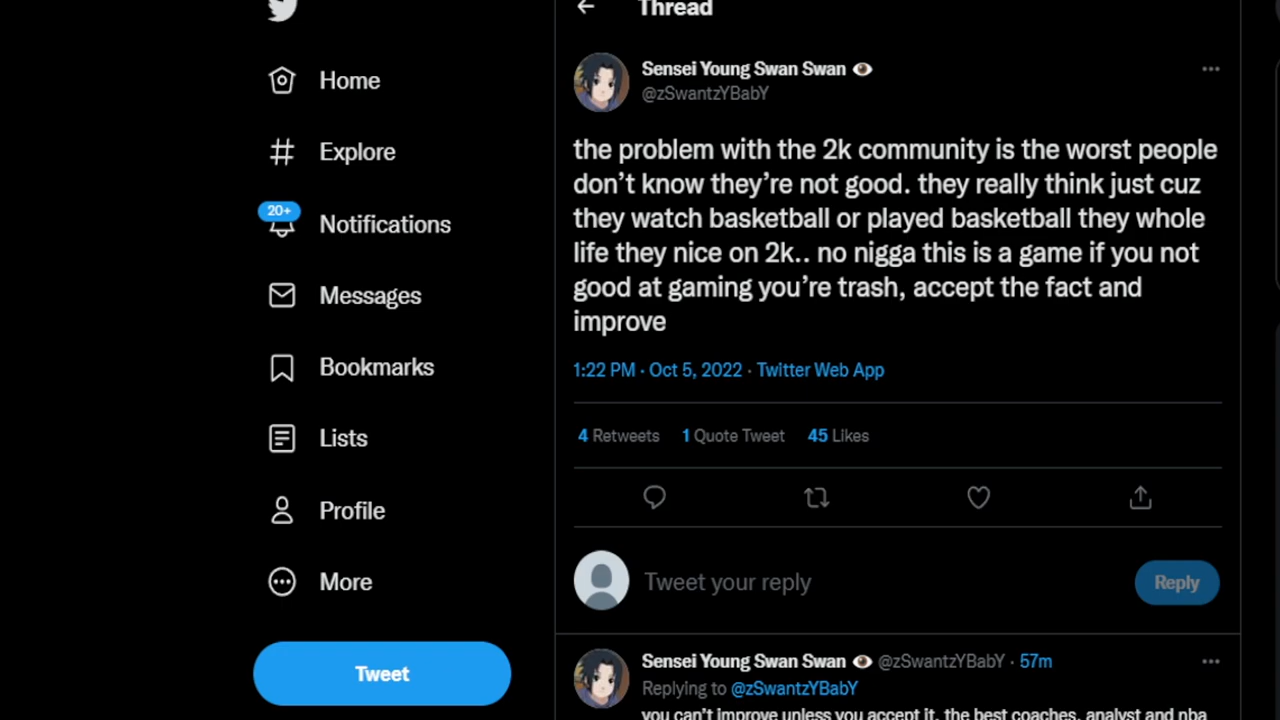 Thread
Home
Explore
20+
Notifications
Messages
Bookmarks
Lists
Profile
More
Tweet
Sensei Young Swan Swan
@zSwantzYBabY
the problem with the 2k community is the worst people
don't know they're not good. they really think just cuz
they watch basketball or played basketball they whole
life they nice on 2k.. no nigga this is a game if you not
good at gaming you're trash, accept the fact and
improve
1:22 PM · Oct 5, 2022 · Twitter Web App
4 Retweets 1 Quote Tweet 45 Likes
Tweet your reply
Reply
Sensei Young Swan Swan @zSwantzYBabY · 57m
Replying to @zSwantzYBabY
you can't improve unless you accept it. the best coaches, analyst and nba